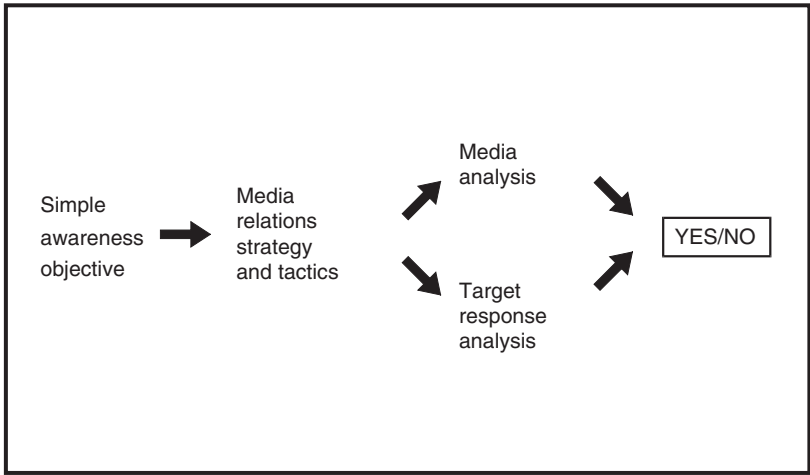 Simple
awareness
objective
Media
relations
strategy
and tactics
Media
analysis
Target
response
analysis
YES/NO